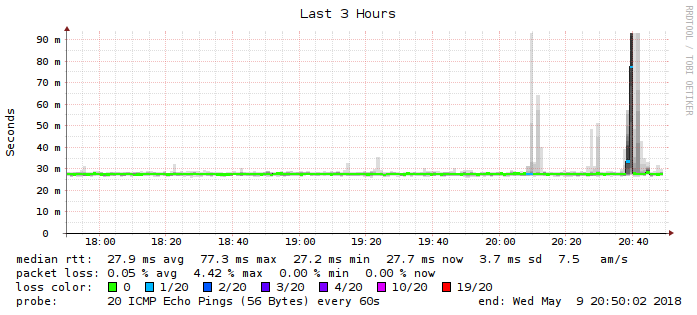 Last 3 Hours
RRDTOOL / TOBI OETIKER
Seconds
90 m
80 m
70 m
60 m
50 m
40 m
30 m
20 m
10 m
0
18:00 18:20 18:40 19:00 19:20 19:40 20:00 20:20 20:40
median rtt: 27.9 ms avg 77.3 ms max 27.2 ms min 27.7 ms now 3.7 ms sd 7.5 am/s
packet loss: 0.05 % avg 4.42 % max 0.00 % min 0.00 % now
loss color: 0 1/20 2/20 3/20 4/20 10/20 19/20
probe: 20 ICMP Echo Pings (56 Bytes) every 60s end: Wed May 9 20:50:02 2018